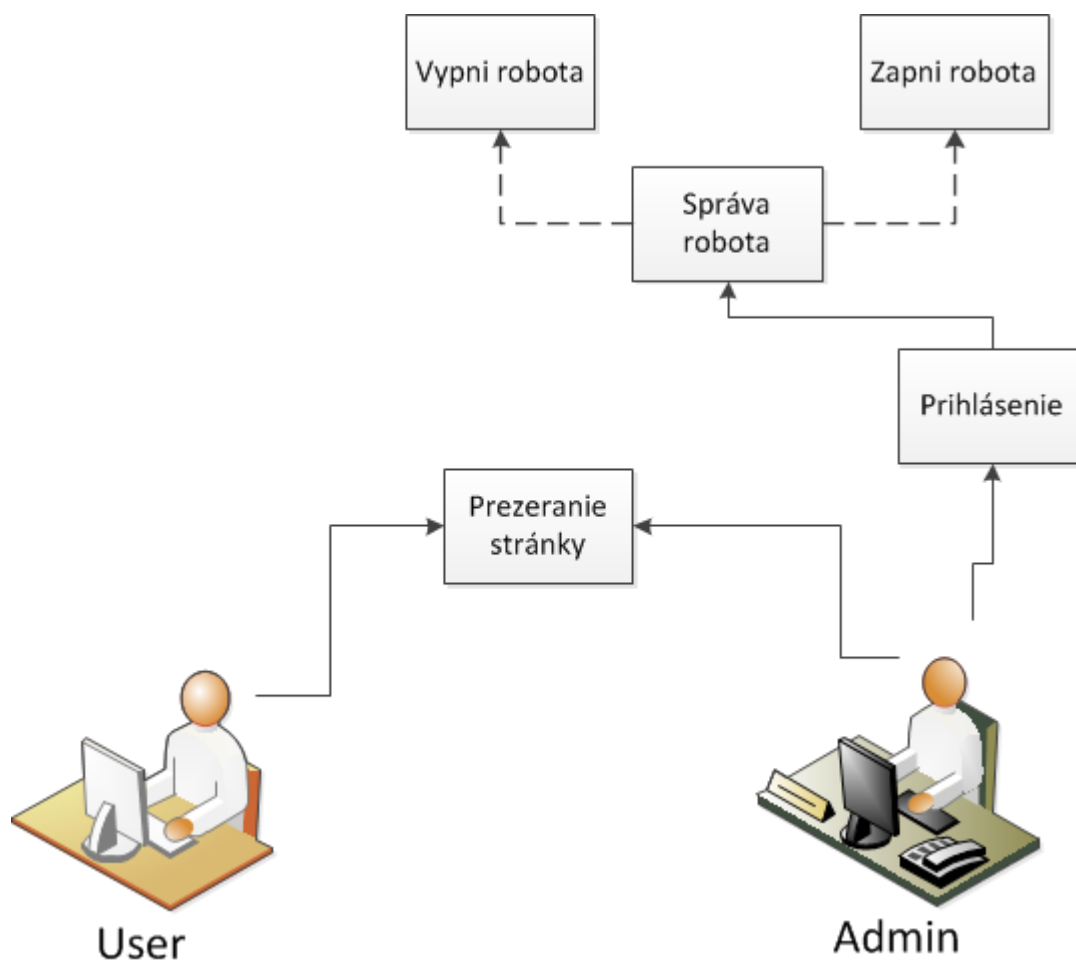 Vypni robota
Zapni robota
Správa
robota
Prihlásenie
Prezeranie
stránky
User
Admin